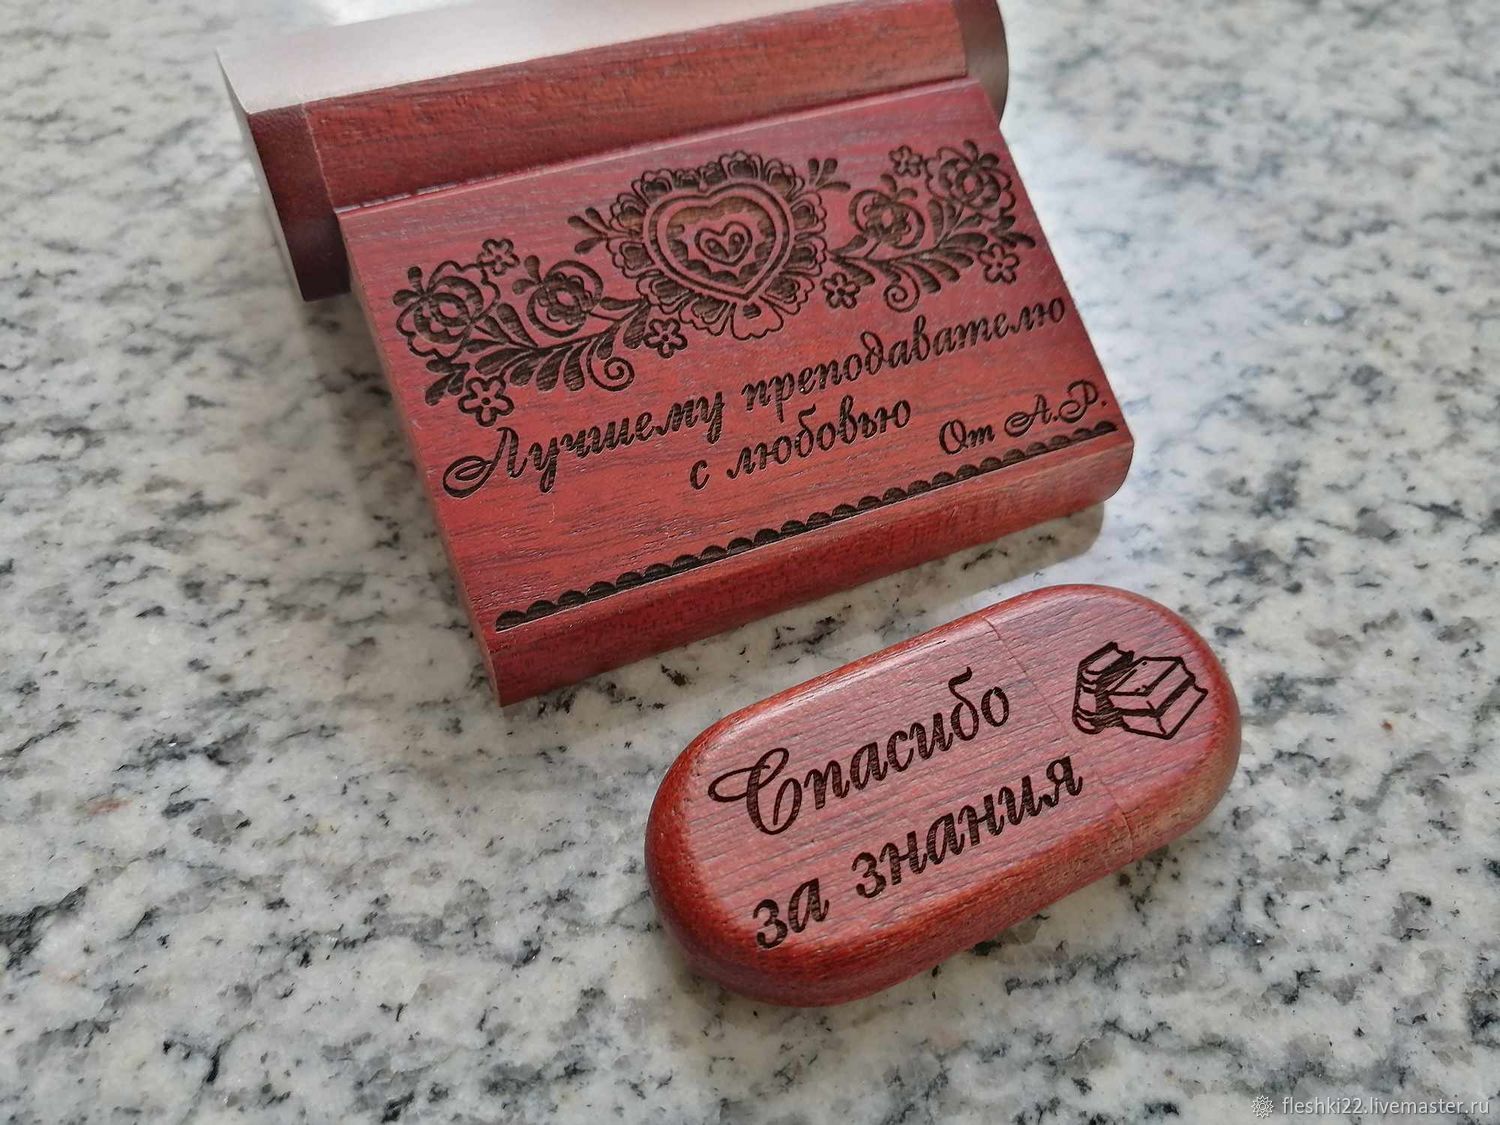 Лучшему преподавателю
с любовью
От А.Р.
Спасибо
за знания
fleshki22.livemaster.ru